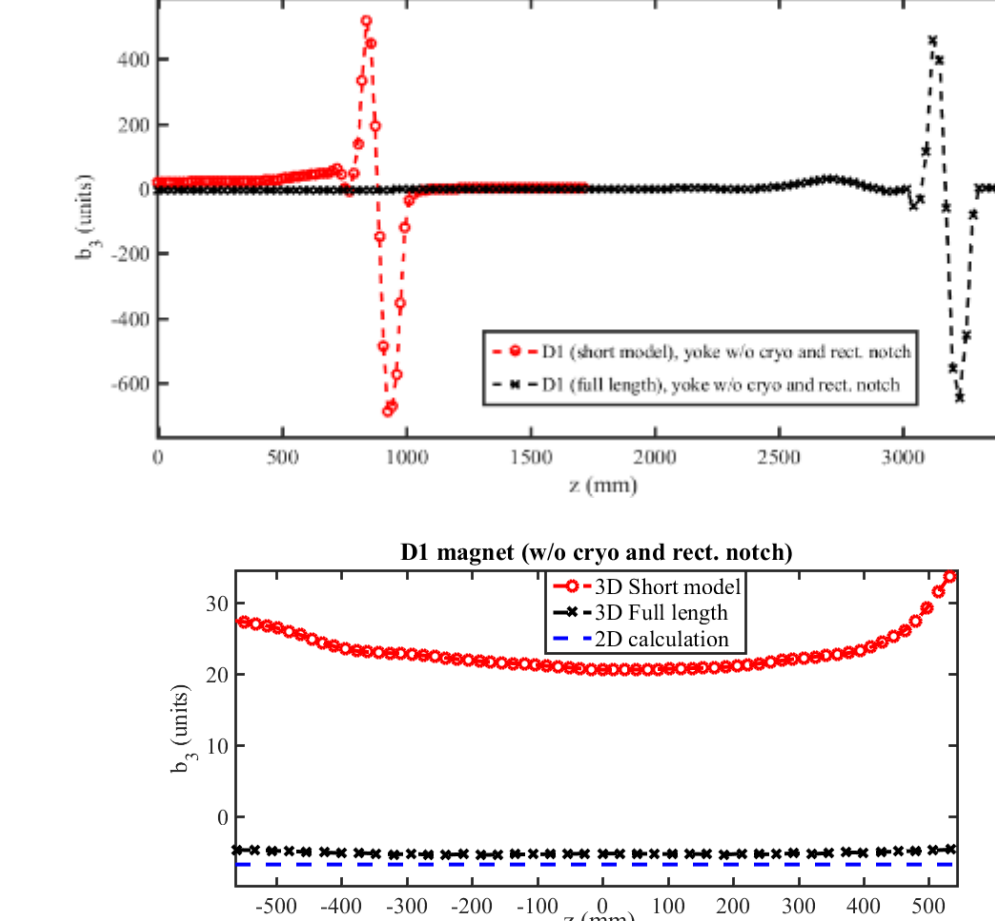 400
200
0
-200
-400
-600
b3 (units)
D1 (short model), yoke w/o cryo and rect. notch
D1 (full length), yoke w/o cryo and rect. notch
0 500 1000 1500 2000 2500 3000
z (mm)
D1 magnet (w/o cryo and rect. notch)
3D Short model
3D Full length
2D calculation
30
20
10
0
b3 (units)
-500 -400 -300 -200 -100 0 100 200 300 400 500
z (mm)